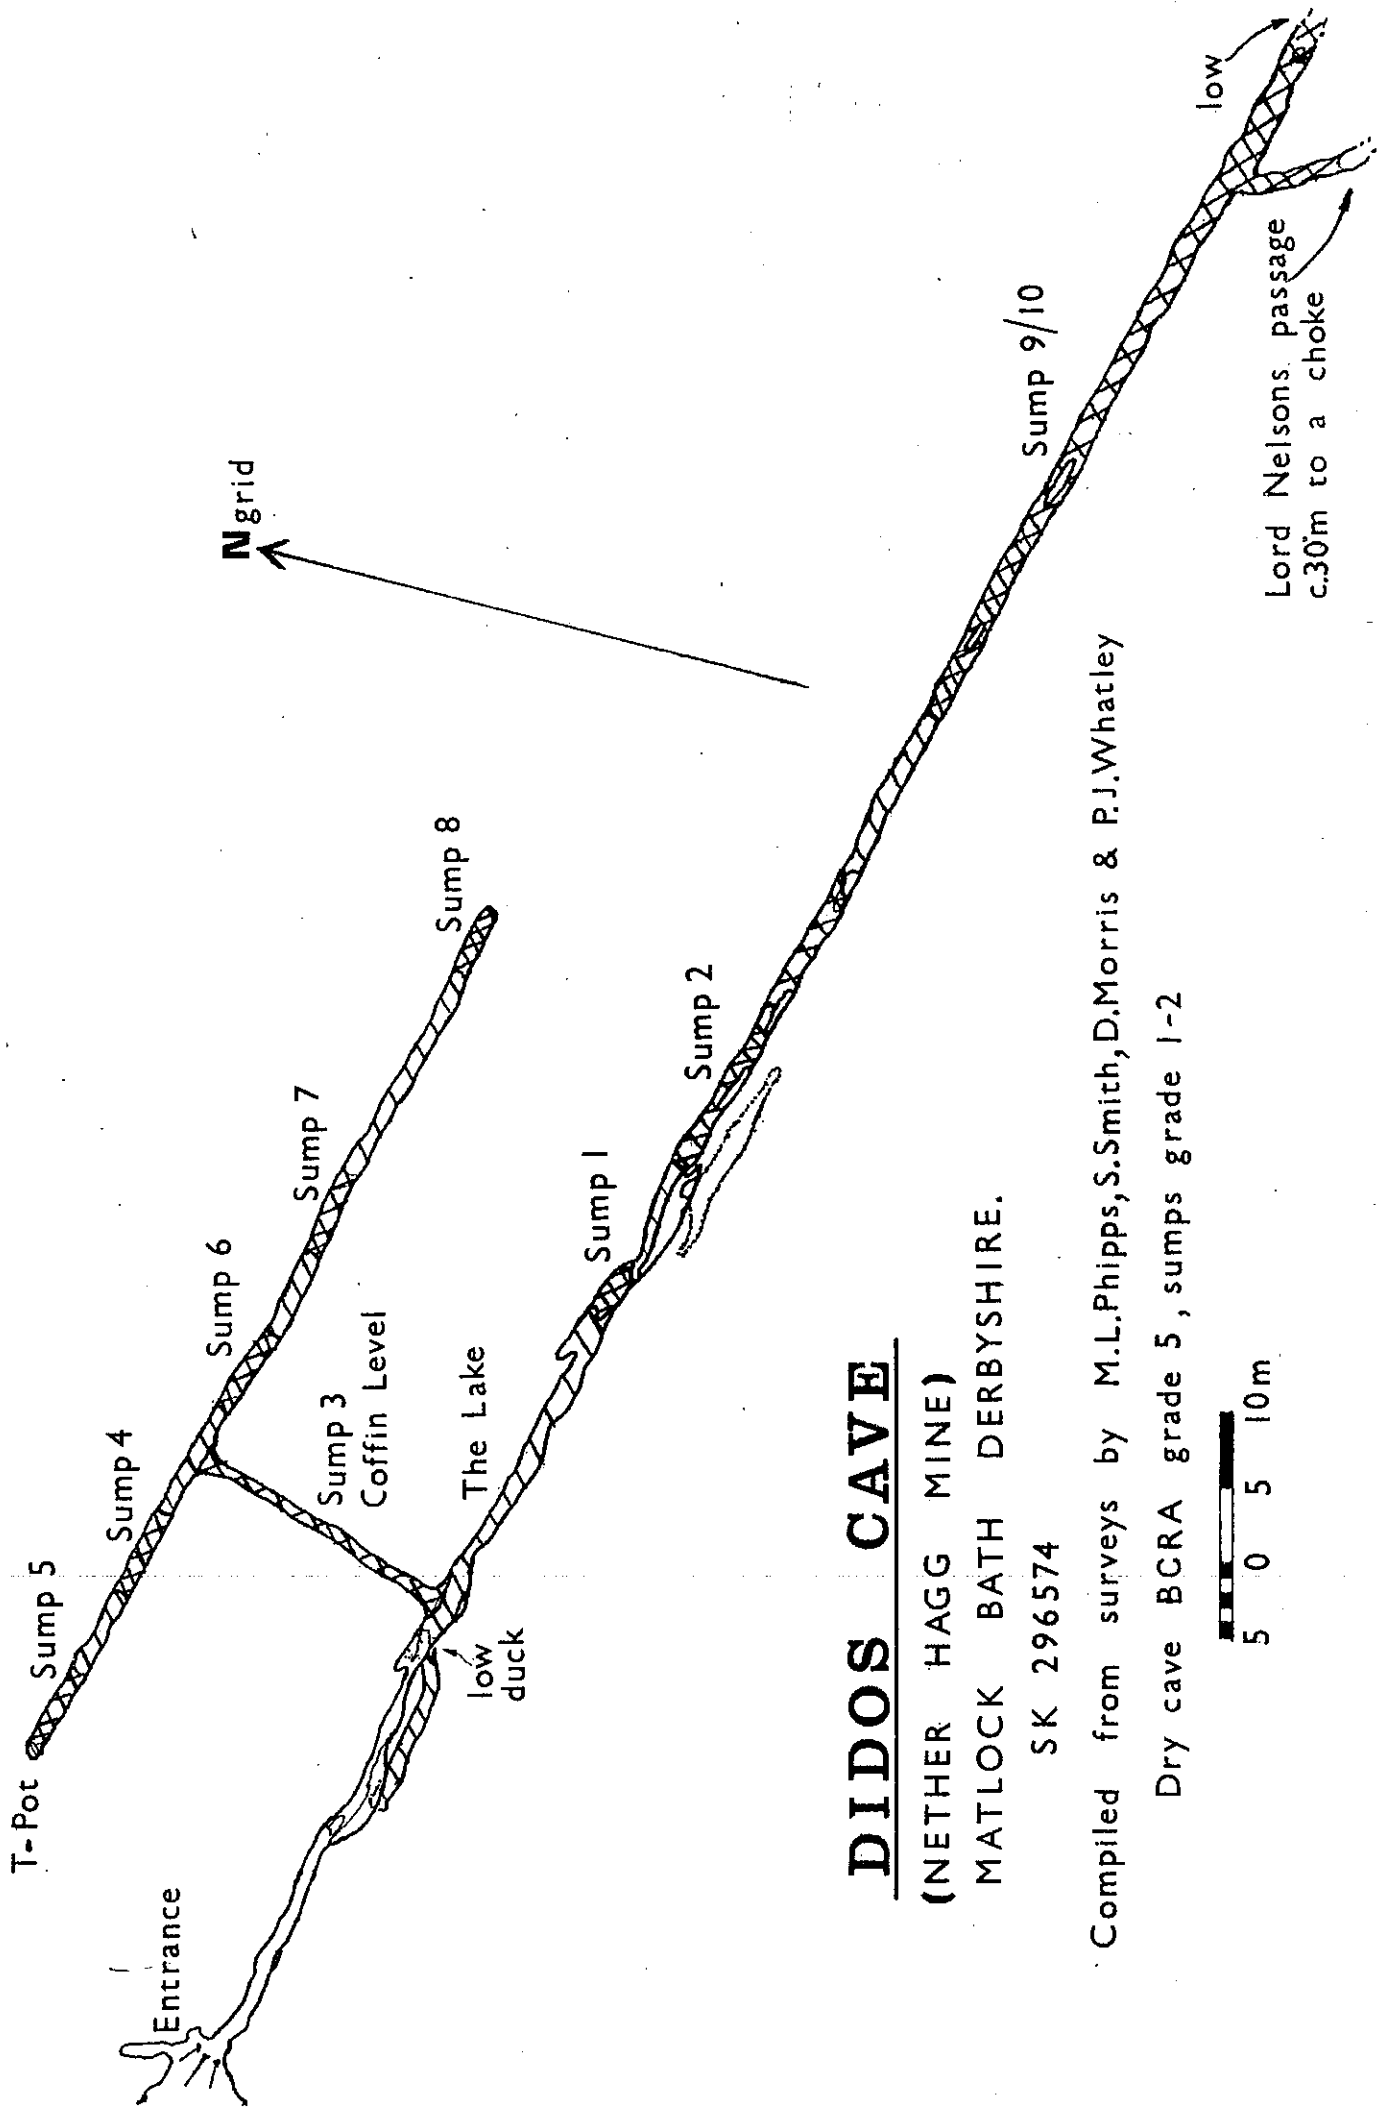 T-Pot
Sump 5
Sump 4
Sump 6
Sump 7
Sump 8
Entrance
low
duck
Sump 3
Coffin Level
The Lake
Sump 1
Sump 2
Sump 9/10
low
Lord Nelsons passage
c.30m to a choke
N grid
DIDOS CAVE
(NETHER HAGG MINE)
MATLOCK BATH DERBYSHIRE.
SK 296574
Compiled from surveys by M.L.Phipps, S.Smith, D.Morris & P.J.Whatley
Dry cave BCRA grade 5, sumps grade 1-2
5 0 5 10m